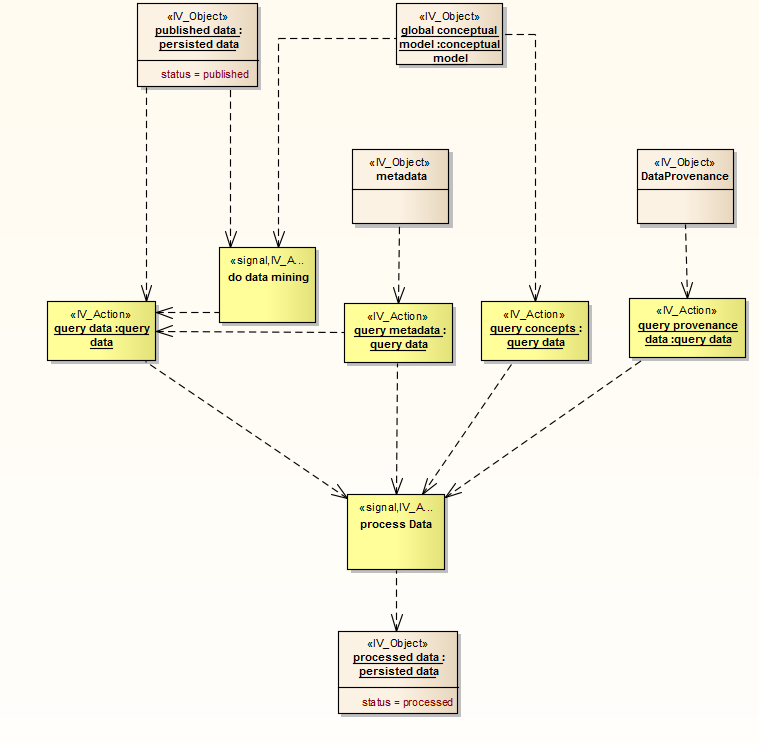 «IV_Object»
published data :
persisted data
status = published
«IV_Object»
global conceptual
model :conceptual
model
«IV_Object»
metadata
«IV_Object»
DataProvenance
«signal,IV_A...
do data mining
«IV_Action»
query data :query
data
«IV_Action»
query metadata :
query data
«IV_Action»
query concepts :
query data
«IV_Action»
query provenance
data :query data
«signal,IV_A...
process Data
«IV_Object»
processed data :
persisted data
status = processed